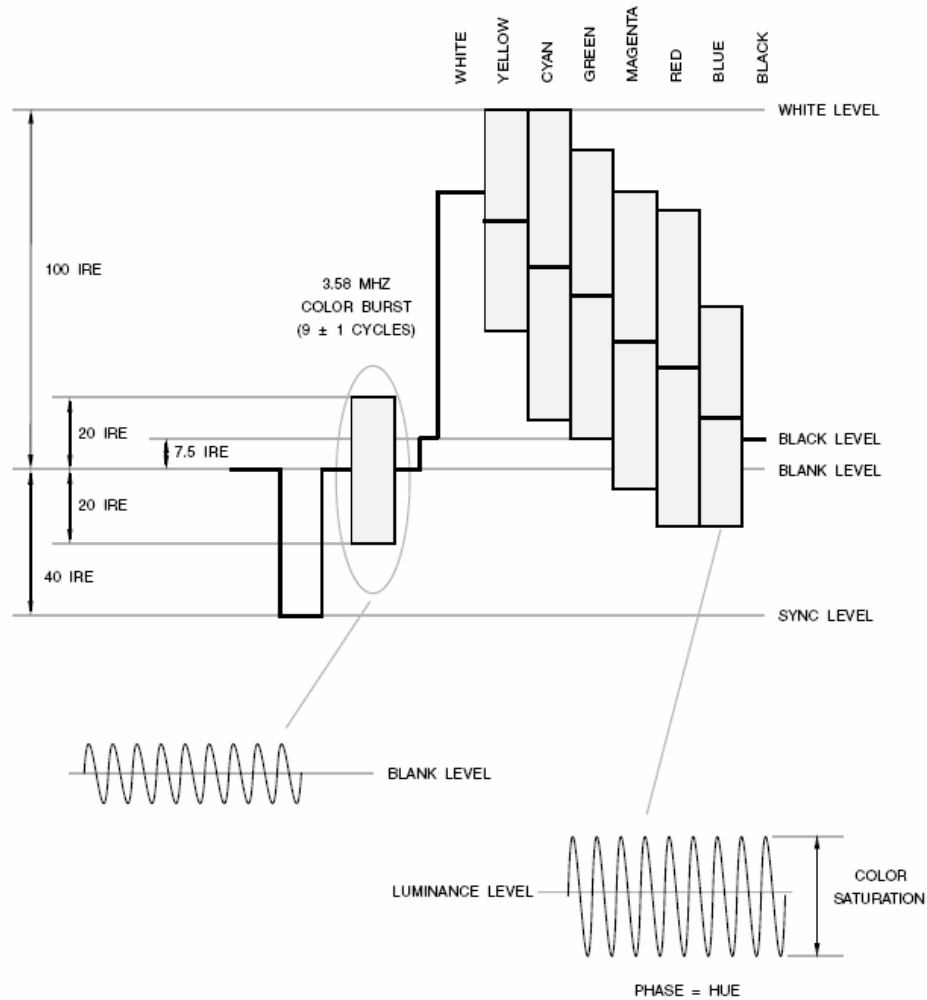 WHITE
YELLOW
CYAN
GREEN
MAGENTA
RED
BLUE
BLACK
WHITE LEVEL
100 IRE
3.58 MHZ
COLOR BURST
(9 ± 1 CYCLES)
20 IRE
7.5 IRE
BLACK LEVEL
BLANK LEVEL
20 IRE
40 IRE
SYNC LEVEL
BLANK LEVEL
LUMINANCE LEVEL
COLOR
SATURATION
PHASE = HUE